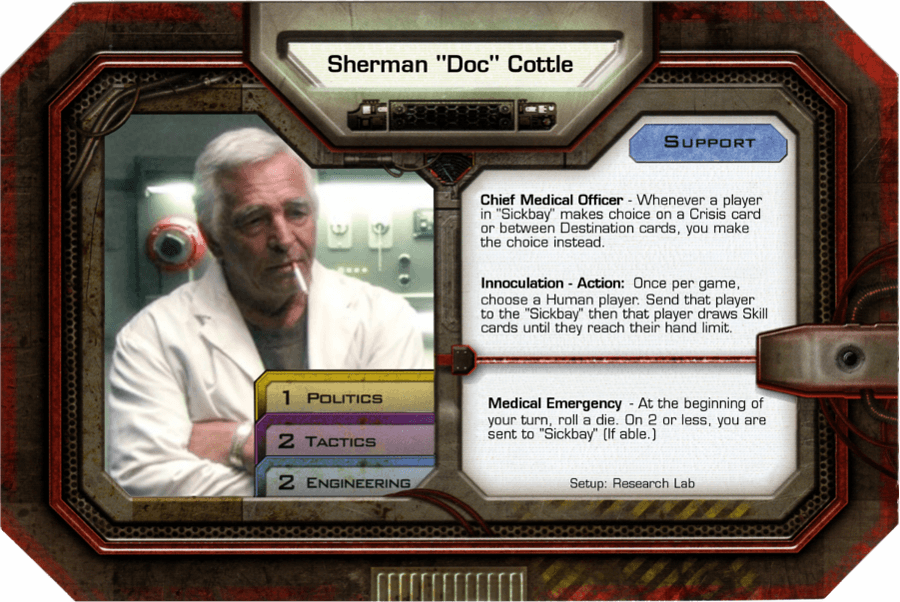 Sherman "Doc" Cottle
SUPPORT
Chief Medical Officer - Whenever a player
in "Sickbay" makes choice on a Crisis card
or between Destination cards, you make
the choice instead.
Innoculation - Action: Once per game,
choose a Human player. Send that player
to the "Sickbay" then that player draws Skill
cards until they reach their hand limit.
Medical Emergency - At the beginning of
your turn, roll a die. On 2 or less, you are
sent to "Sickbay" (If able.)
Setup: Research Lab
1 POLITICS
2 TACTICS
2 ENGINEERING